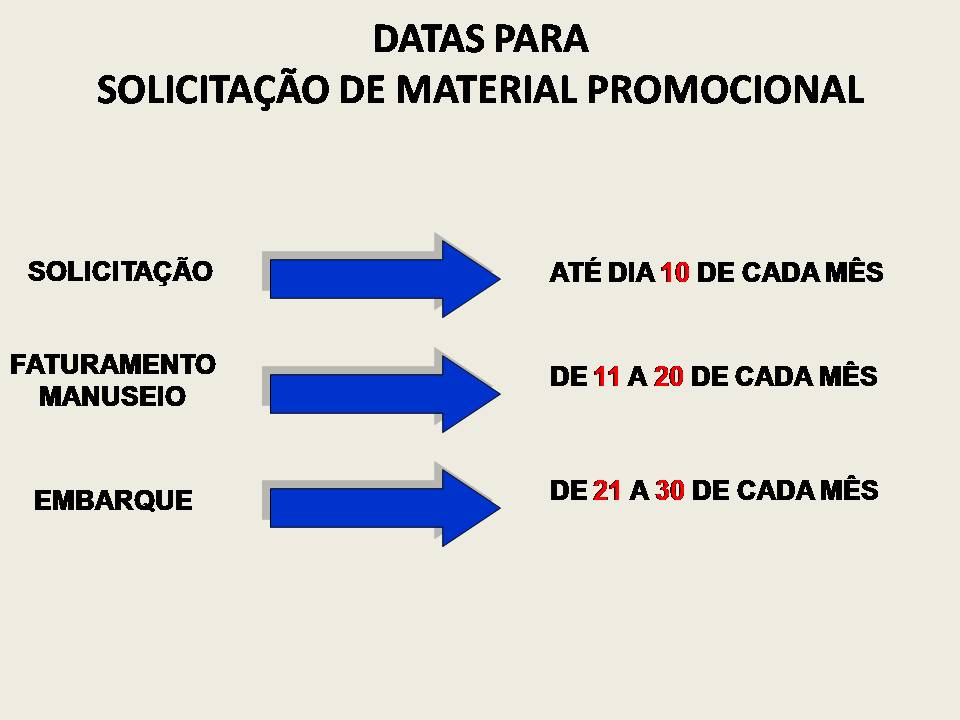 DATAS PARA
SOLICITAÇÃO DE MATERIAL PROMOCIONAL
SOLICITAÇÃO
ATÉ DIA 10 DE CADA MÊS
FATURAMENTO
MANUSEIO
DE 11 A 20 DE CADA MÊS
EMBARQUE
DE 21 A 30 DE CADA MÊS